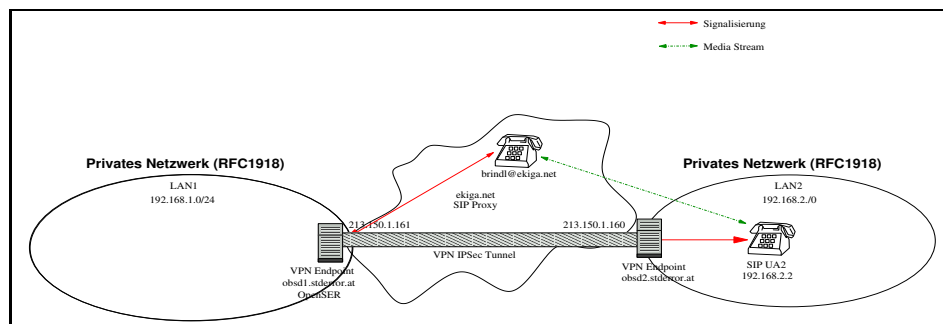 Signalisierung
Media Stream
Privates Netzwerk (RFC1918)
LAN1
192.168.1.0/24
brindl@ekiga.net
ekiga.net
SIP Proxy
Privates Netzwerk (RFC1918)
LAN2
192.168.2./0
213.150.1.161
213.150.1.160
VPN IPSec Tunnel
VPN Endpoint
obsd1.stderror.at
OpenSER
VPN Endpoint
obsd2.stderror.at
SIP UA2
192.168.2.2